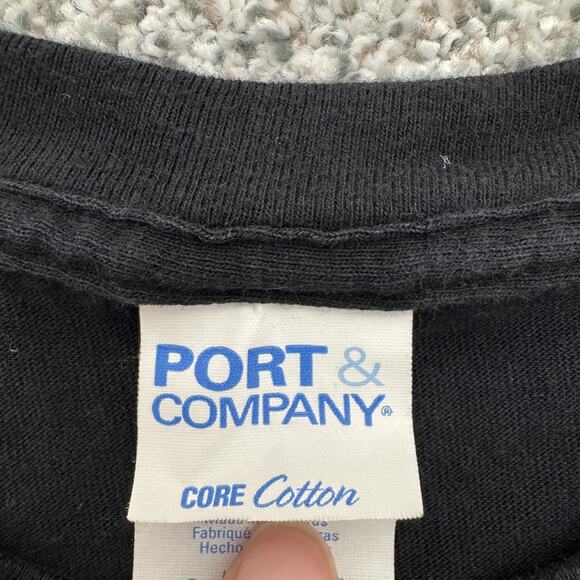 PORT &
COMPANY®
CORE Cotton
Fabriqué
Hecho